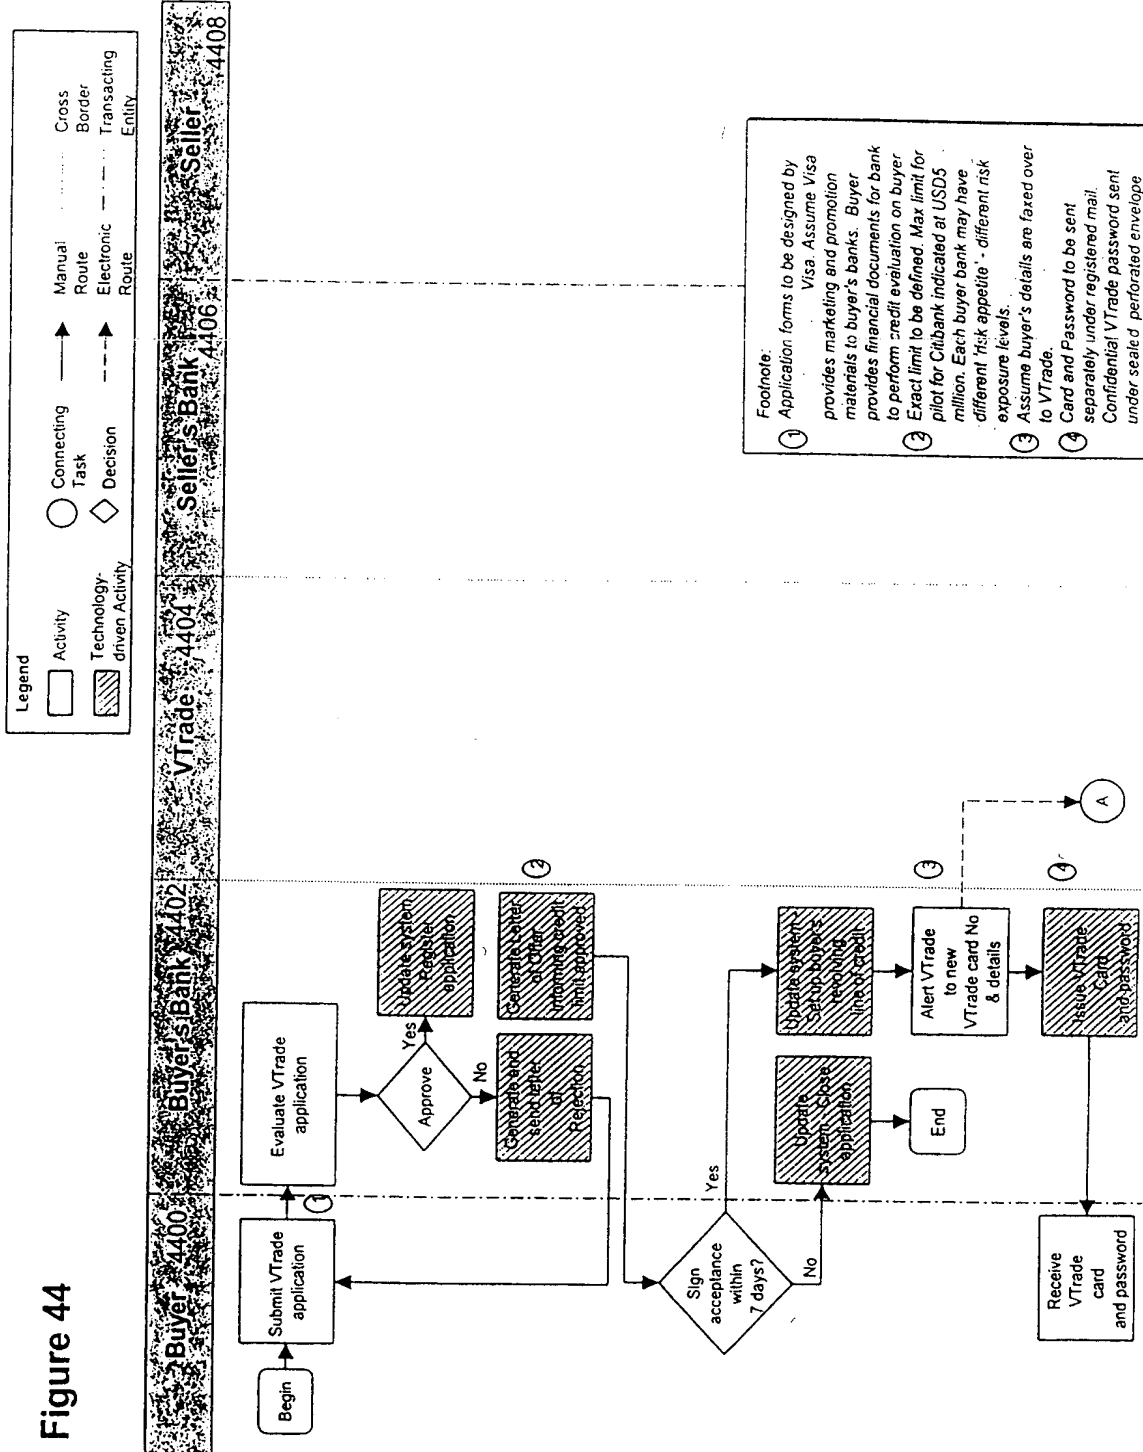 Figure 44
Legend
Activity
Technology-
driven Activity
Connecting
Task
Decision
Manual
Route
Electronic
Route
Cross
Border
Transacting
Entity
Buyer 4400
Buyer's Bank 4402
VTrade 4404
Seller's Bank
4406
Seller
4408
Begin
Submit VTrade
application
1
Evaluate VTrade
application
Approve
Yes
No
Update system
- Register
application
Generate and
send letter
of
Rejection
Generate Letter
of Offer
informing credit
limit approved
2
Sign
acceptance
within
7 days?
Yes
No
Update
system - Close
application
End
Update system -
Set up buyer's
revolving
line of credit
Alert VTrade
to new
VTrade card No
& details
3
A
Issue VTrade
Card
and password
4
Receive
VTrade
card
and password
Footnote:
1 Application forms to be designed by
Visa. Assume Visa
provides marketing and promotion
materials to buyer's banks. Buyer
provides financial documents for bank
to perform credit evaluation on buyer
2 Exact limit to be defined. Max limit for
pilot for Citibank indicated at USD5
million. Each buyer bank may have
different 'risk appetite' - different risk
exposure levels.
3 Assume buyer's details are faxed over
to VTrade.
4 Card and Password to be sent
separately under registered mail.
Confidential VTrade password sent
under sealed perforated envelope